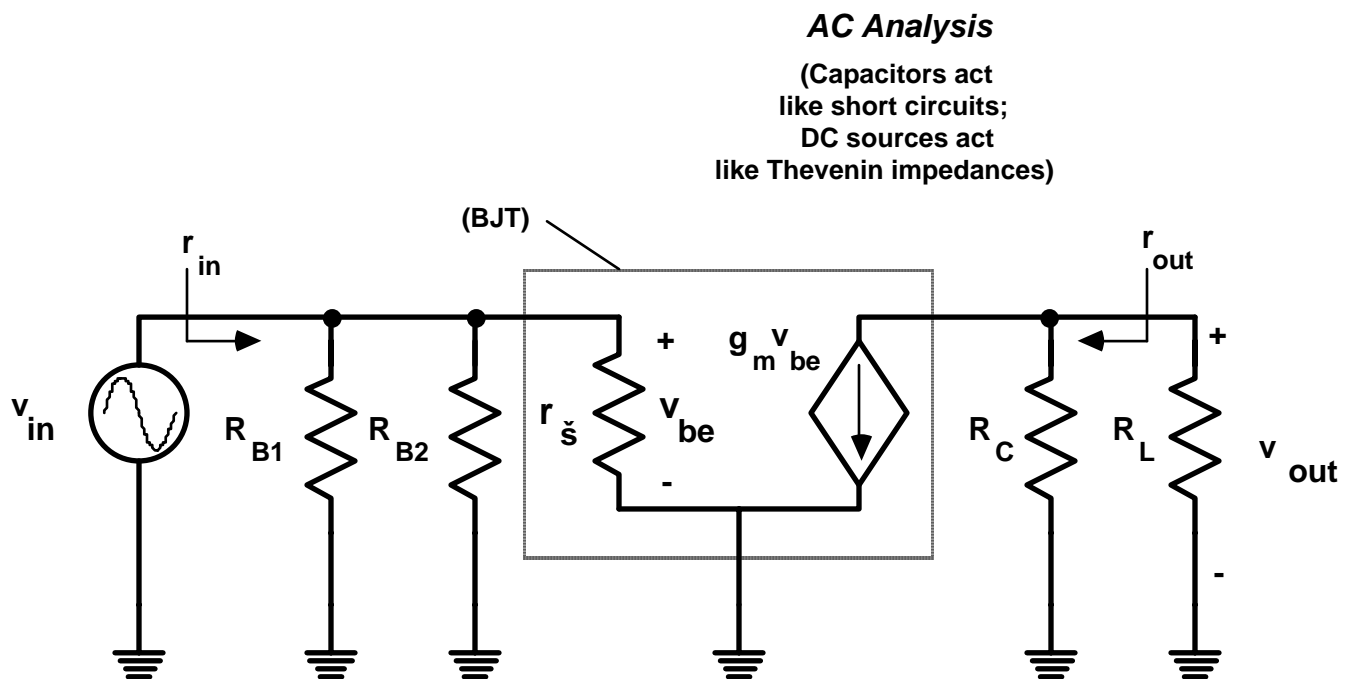 AC Analysis
(Capacitors act
like short circuits;
DC sources act
like Thevenin impedances)
(BJT)
r in
r out
+
g m v be
+
v in
R B1
R B2
r š
v be
R C
R L
v out
-
-